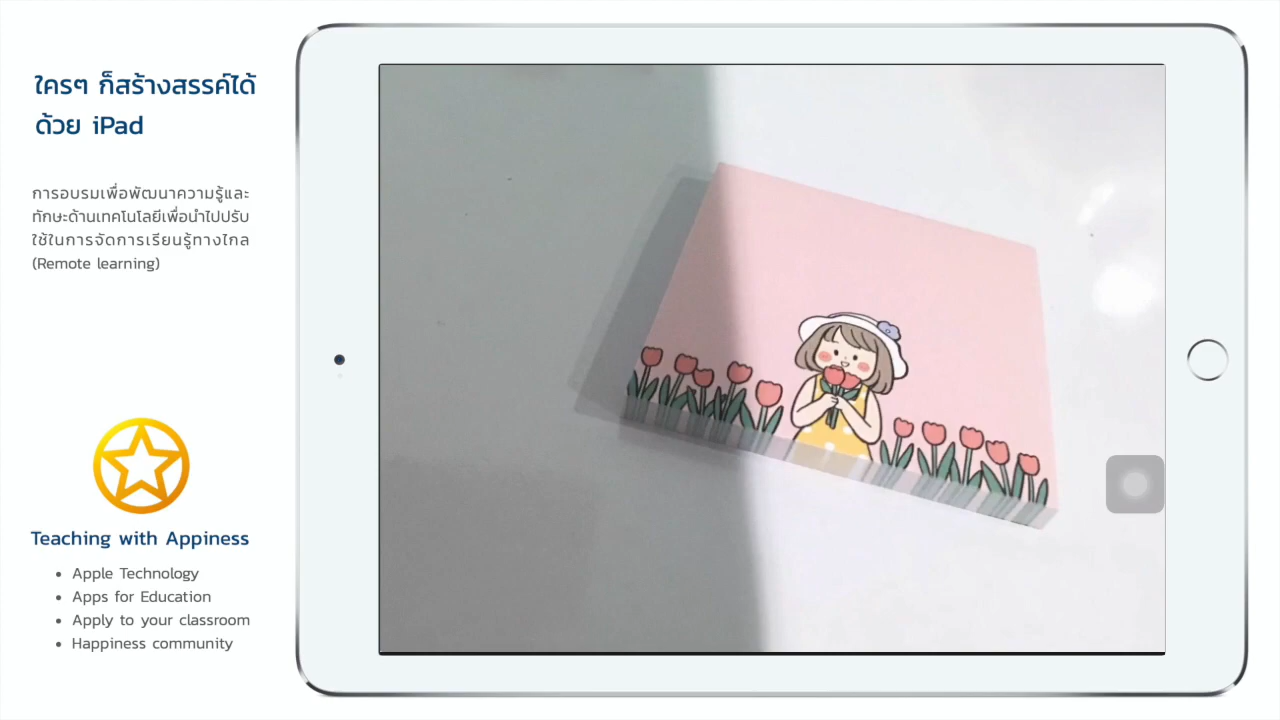 ใครๆ ก็สร้างสรรค์ได้
ด้วย iPad
การอบรมเพื่อพัฒนาความรู้และ
ทักษะด้านเทคโนโลยีเพื่อนำไปปรับ
ใช้ในการจัดการเรียนรู้ทางไกล
(Remote learning)
Teaching with Appiness
• Apple Technology
• Apps for Education
• Apply to your classroom
• Happiness community